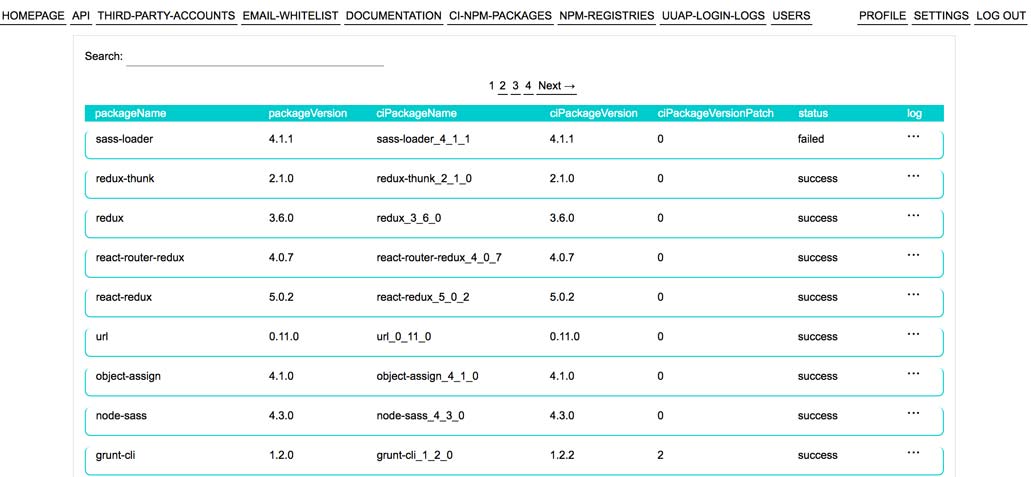 HOMEPAGE API THIRD-PARTY-ACCOUNTS EMAIL-WHITELIST DOCUMENTATION CI-NPM-PACKAGES NPM-REGISTRIES UUAP-LOGIN-LOGS USERS PROFILE SETTINGS LOG OUT
Search:
1 2 3 4 Next →
packageName packageVersion ciPackageName ciPackageVersion ciPackageVersionPatch status log
sass-loader 4.1.1 sass-loader_4_1_1 4.1.1 0 failed ...
redux-thunk 2.1.0 redux-thunk_2_1_0 2.1.0 0 success ...
redux 3.6.0 redux_3_6_0 3.6.0 0 success ...
react-router-redux 4.0.7 react-router-redux_4_0_7 4.0.7 0 success ...
react-redux 5.0.2 react-redux_5_0_2 5.0.2 0 success ...
url 0.11.0 url_0_11_0 0.11.0 0 success ...
object-assign 4.1.0 object-assign_4_1_0 4.1.0 0 success ...
node-sass 4.3.0 node-sass_4_3_0 4.3.0 0 success ...
grunt-cli 1.2.0 grunt-cli_1_2_0 1.2.2 2 success ...